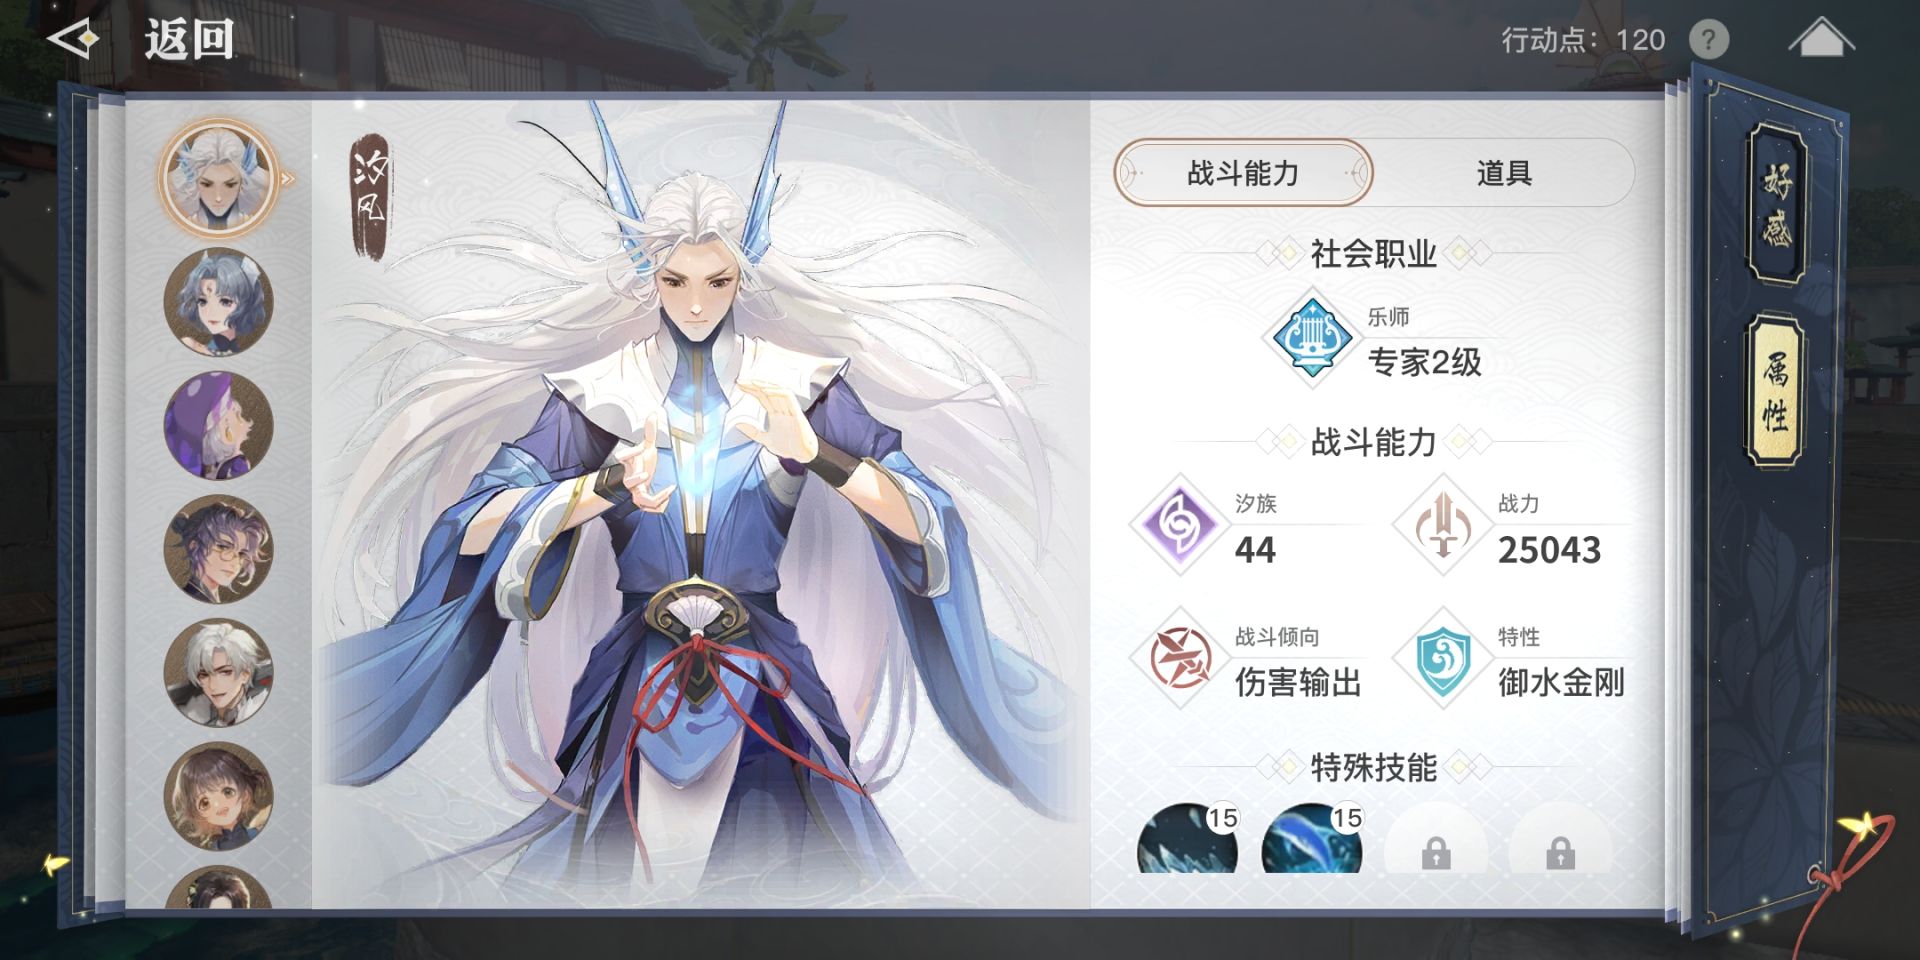 返回
行动点：120
?
汐风
战斗能力
道具
社会职业
乐师
专家2级
战斗能力
汐族
44
战力
25043
战斗倾向
伤害输出
特性
御水金刚
特殊技能
15
15
好感
属性